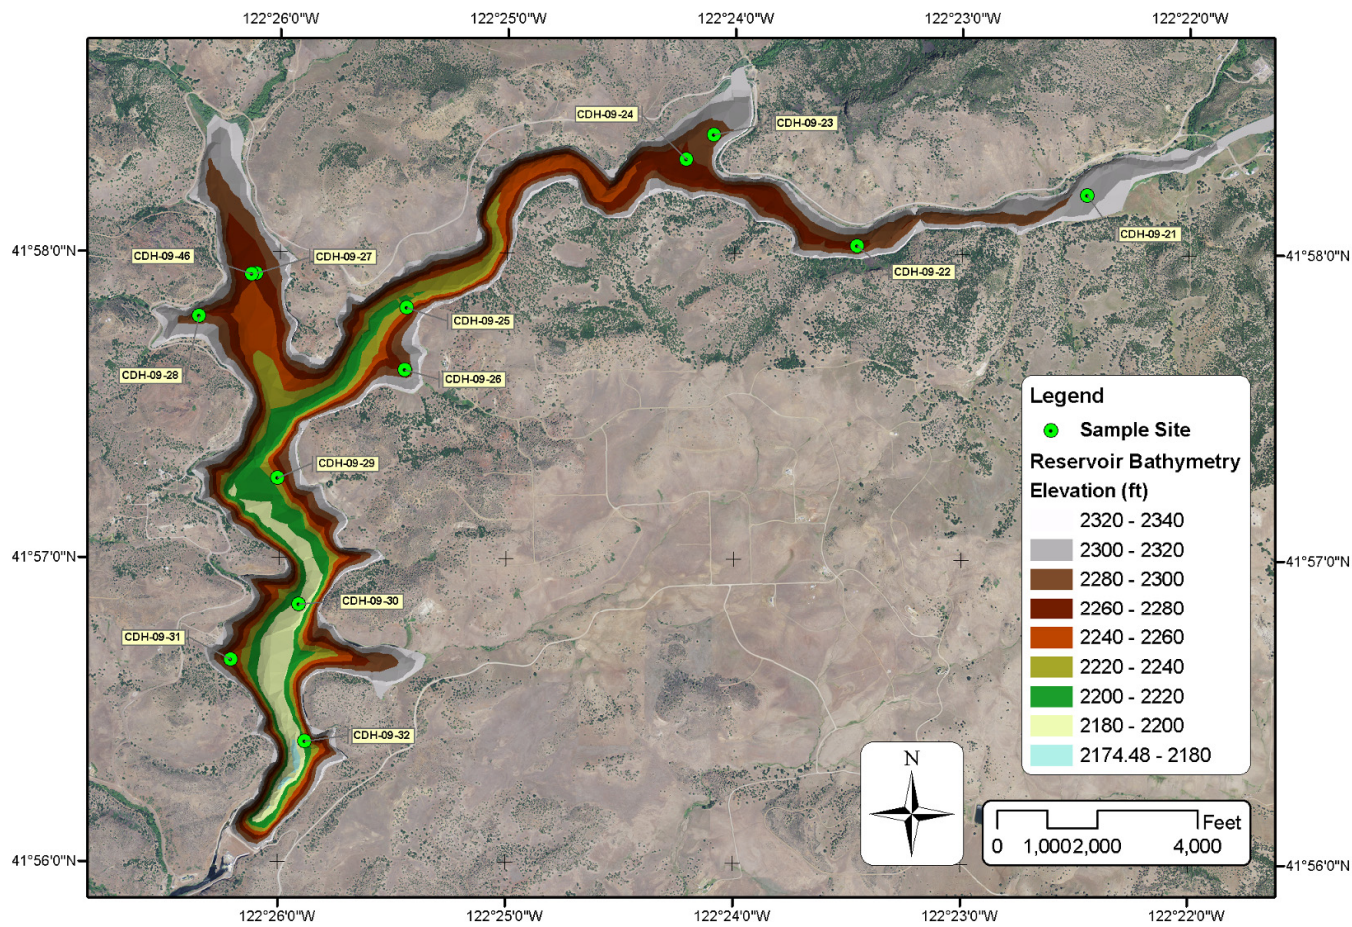 122°26'0"W 122°25'0"W 122°24'0"W 122°23'0"W 122°22'0"W
CDH-09-24
CDH-09-23
CDH-09-21
41°58'0"N 41°58'0"N
CDH-09-46
CDH-09-27
CDH-09-22
CDH-09-25
CDH-09-28
CDH-09-26
Legend
Sample Site
Reservoir Bathymetry
Elevation (ft)
2320 - 2340
2300 - 2320
2280 - 2300
2260 - 2280
2240 - 2260
2220 - 2240
2200 - 2220
2180 - 2200
2174.48 - 2180
CDH-09-29
41°57'0"N 41°57'0"N
CDH-09-30
CDH-09-31
CDH-09-32
N
Feet
0 1,000 2,000 4,000
41°56'0"N 41°56'0"N
122°26'0"W 122°25'0"W 122°24'0"W 122°23'0"W 122°22'0"W